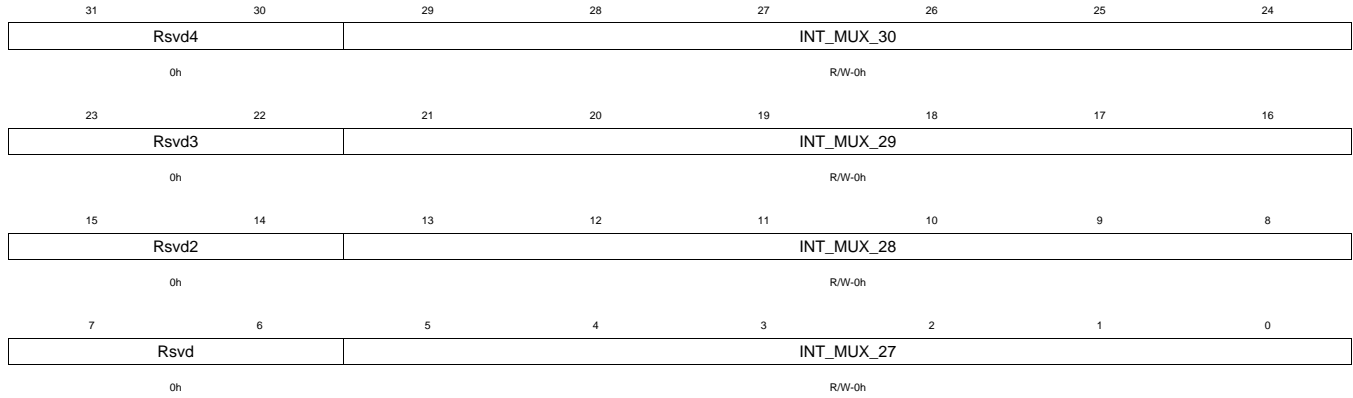 31 30 29 28 27 26 25 24
Rsvd4 INT_MUX_30
0h R/W-0h
23 22 21 20 19 18 17 16
Rsvd3 INT_MUX_29
0h R/W-0h
15 14 13 12 11 10 9 8
Rsvd2 INT_MUX_28
0h R/W-0h
7 6 5 4 3 2 1 0
Rsvd INT_MUX_27
0h R/W-0h